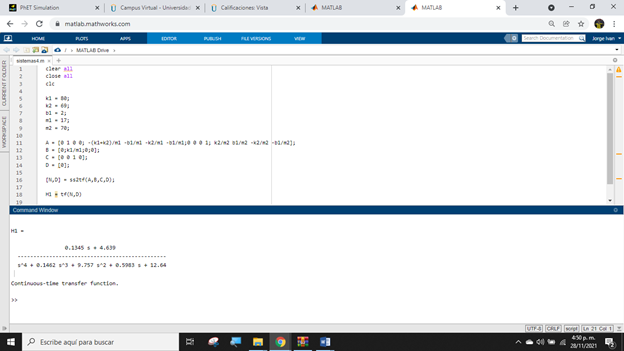 PhET Simulation
Campus Virtual - Universida
Calificaciones: Vista
MATLAB
MATLAB
matlab.mathworks.com
HOME PLOTS APPS EDITOR PUBLISH FILE VERSIONS VIEW
Search Documentation
Jorge Ivan
/ > MATLAB Drive >
CURRENT FOLDER
WORKSPACE
sistemas4.m
1 clear all
2 close all
3 clc
4
5 k1 = 80;
6 k2 = 69;
7 b1 = 2;
8 m1 = 17;
9 m2 = 70;
10
11 A = [0 1 0 0; -(k1+k2)/m1 -b1/m1 -k2/m1 -b1/m1;0 0 0 1; k2/m2 b1/m2 -k2/m2 -b1/m2];
12 B = [0;k1/m1;0;0];
13 C = [0 0 1 0];
14 D = [0];
15
16 [N,D] = ss2tf(A,B,C,D);
17
18 H1 = tf(N,D)
19
Command Window
H1 =
0.1345 s + 4.639
---------------------------------------------
s^4 + 0.1462 s^3 + 9.757 s^2 + 0.5983 s + 12.64
Continuous-time transfer function.
>>
UTF-8 CRLF script Ln 21 Col 1
Escribe aquí para buscar
4:50 p. m.
28/11/2021
2